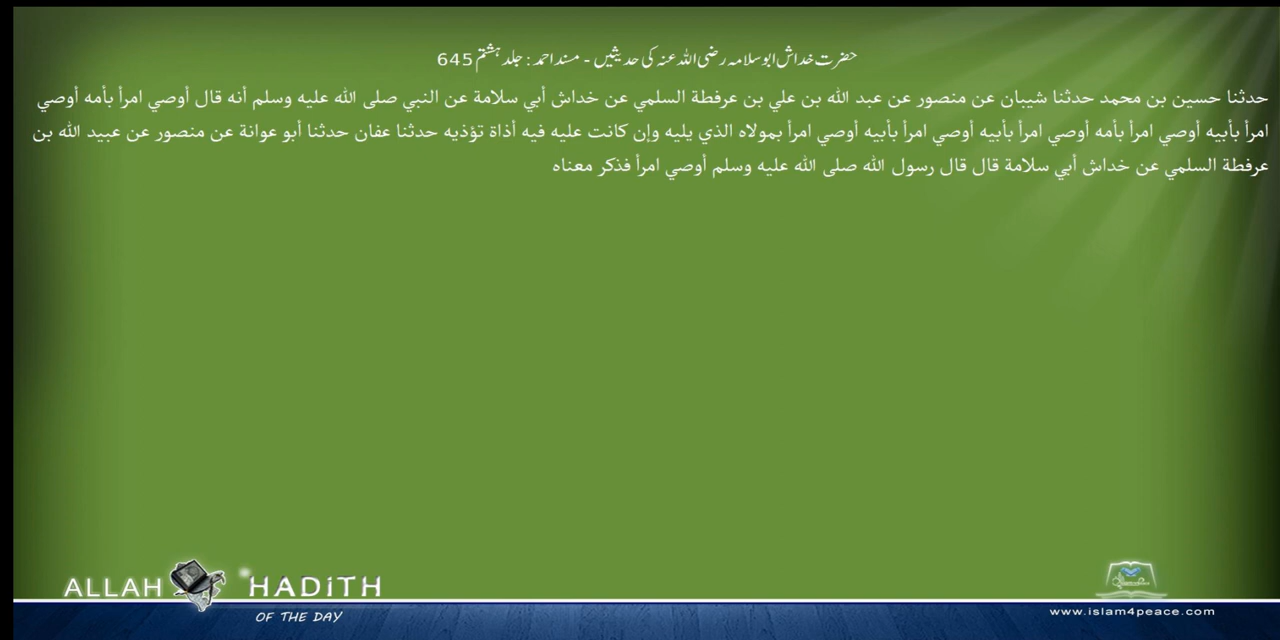 حضرت خداش ابوسلامہ رضی اللہ عنہ کی حدیثیں - مسند احمد: جلد ہشتم 645
حدثنا حسين بن محمد حدثنا شيبان عن منصور عن عبد الله بن علي بن عرفطة السلمي عن خداش أبي سلامة عن النبي صلى الله عليه وسلم أنه قال أوصي امرأ بأمه أوصي
امرأ بأبيه أوصي امرأ بأمه أوصي امرأ بأبيه أوصي امرأ بأبيه أوصي امرأ بمولاه الذي يليه وإن كانت عليه فيه أذاة تؤذيه حدثنا عفان حدثنا أبو عوانة عن منصور عن عبيد الله بن
عرفطة السلمي عن خداش أبي سلامة قال قال رسول الله صلى الله عليه وسلم أوصي امرأ فذكر معناه
ALLAH HADITH
OF THE DAY
www.islam4peace.com